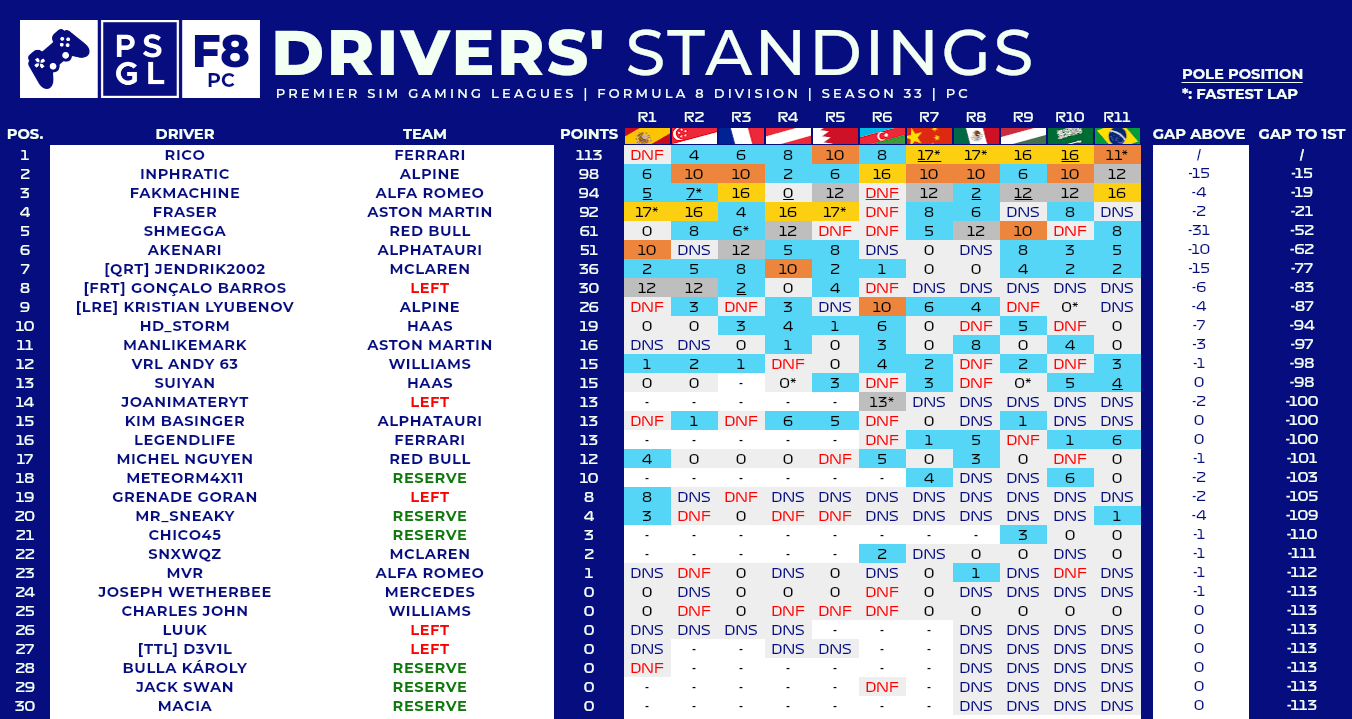 PS
GL
F8
PC
DRIVERS' STANDINGS
PREMIER SIM GAMING LEAGUES | FORMULA 8 DIVISION | SEASON 33 | PC
POLE POSITION
*: FASTEST LAP
R1 R2 R3 R4 R5 R6 R7 R8 R9 R10 R11
POS. DRIVER TEAM POINTS GAP ABOVE GAP TO 1ST
1 RICO FERRARI 113 DNF 4 6 8 10 8 17* 17* 16 16 11* / /
2 INPHRATIC ALPINE 98 6 10 10 2 6 16 10 10 6 10 12 -15 -15
3 FAKMACHINE ALFA ROMEO 94 5 7* 16 0 12 DNF 12 2 12 12 16 -4 -19
4 FRASER ASTON MARTIN 92 17* 16 4 16 17* DNF 8 6 DNS 8 DNS -2 -21
5 SHMEGGA RED BULL 61 0 8 6* 12 DNF DNF 5 12 10 DNF 8 -31 -52
6 AKENARI ALPHATAURI 51 10 DNS 12 5 8 DNS 0 DNS 8 3 5 -10 -62
7 [QRT] JENDRIK2002 MCLAREN 36 2 5 8 10 2 1 0 0 4 2 2 -15 -77
8 [FRT] GONÇALO BARROS LEFT 30 12 12 2 0 4 DNF DNS DNS DNS DNS DNS -6 -83
9 [LRE] KRISTIAN LYUBENOV ALPINE 26 DNF 3 DNF 3 DNS 10 6 4 DNF 0* DNS -4 -87
10 HD_STORM HAAS 19 0 0 3 4 1 6 0 DNF 5 DNF 0 -7 -94
11 MANLIKEMARK ASTON MARTIN 16 DNS DNS 0 1 0 3 0 8 0 4 0 -3 -97
12 VRL ANDY 63 WILLIAMS 15 1 2 1 DNF 0 4 2 DNF 2 DNF 3 -1 -98
13 SUIYAN HAAS 15 0 0 - 0* 3 DNF 3 DNF 0* 5 4 0 -98
14 JOANIMATERYT LEFT 13 - - - - - 13* DNS DNS DNS DNS DNS -2 -100
15 KIM BASINGER ALPHATAURI 13 DNF 1 DNF 6 5 DNF 0 DNS 1 DNS DNS 0 -100
16 LEGENDLIFE FERRARI 13 - - - - - DNF 1 5 DNF 1 6 0 -100
17 MICHEL NGUYEN RED BULL 12 4 0 0 0 DNF 5 0 3 0 DNF 0 -1 -101
18 METEORM4X11 RESERVE 10 - - - - - - 4 DNS DNS 6 0 -2 -103
19 GRENADE GORAN LEFT 8 8 DNS DNF DNS DNS DNS DNS DNS DNS DNS DNS -2 -105
20 MR_SNEAKY RESERVE 4 3 DNF 0 DNF DNF DNS DNS DNS DNS DNS 1 -4 -109
21 CHICO45 RESERVE 3 - - - - - - - - 3 0 0 -1 -110
22 SNXWQZ MCLAREN 2 - - - - - 2 DNS 0 0 DNS 0 -1 -111
23 MVR ALFA ROMEO 1 DNS DNF 0 DNS 0 DNS 0 1 DNS DNF DNS -1 -112
24 JOSEPH WETHERBEE MERCEDES 0 0 DNS 0 0 0 DNF 0 DNS DNS DNS DNS -1 -113
25 CHARLES JOHN WILLIAMS 0 0 DNF 0 DNF DNF DNF 0 0 0 0 0 0 -113
26 LUUK LEFT 0 DNS DNS DNS DNS - - - DNS DNS DNS DNS 0 -113
27 [TTL] D3V1L LEFT 0 DNS - - DNS DNS - - DNS DNS DNS DNS 0 -113
28 BULLA KÁROLY RESERVE 0 DNF - - - - - - DNS DNS DNS DNS 0 -113
29 JACK SWAN RESERVE 0 - - - - - DNF - DNS DNS DNS DNS 0 -113
30 MACIA RESERVE 0 - - - - - - - DNS DNS DNS DNS 0 -113